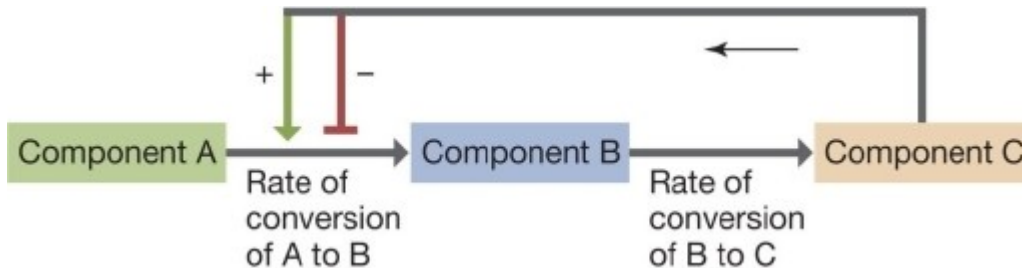 +
−
Component A
Component B
Component C
Rate of
conversion
of A to B
Rate of
conversion
of B to C